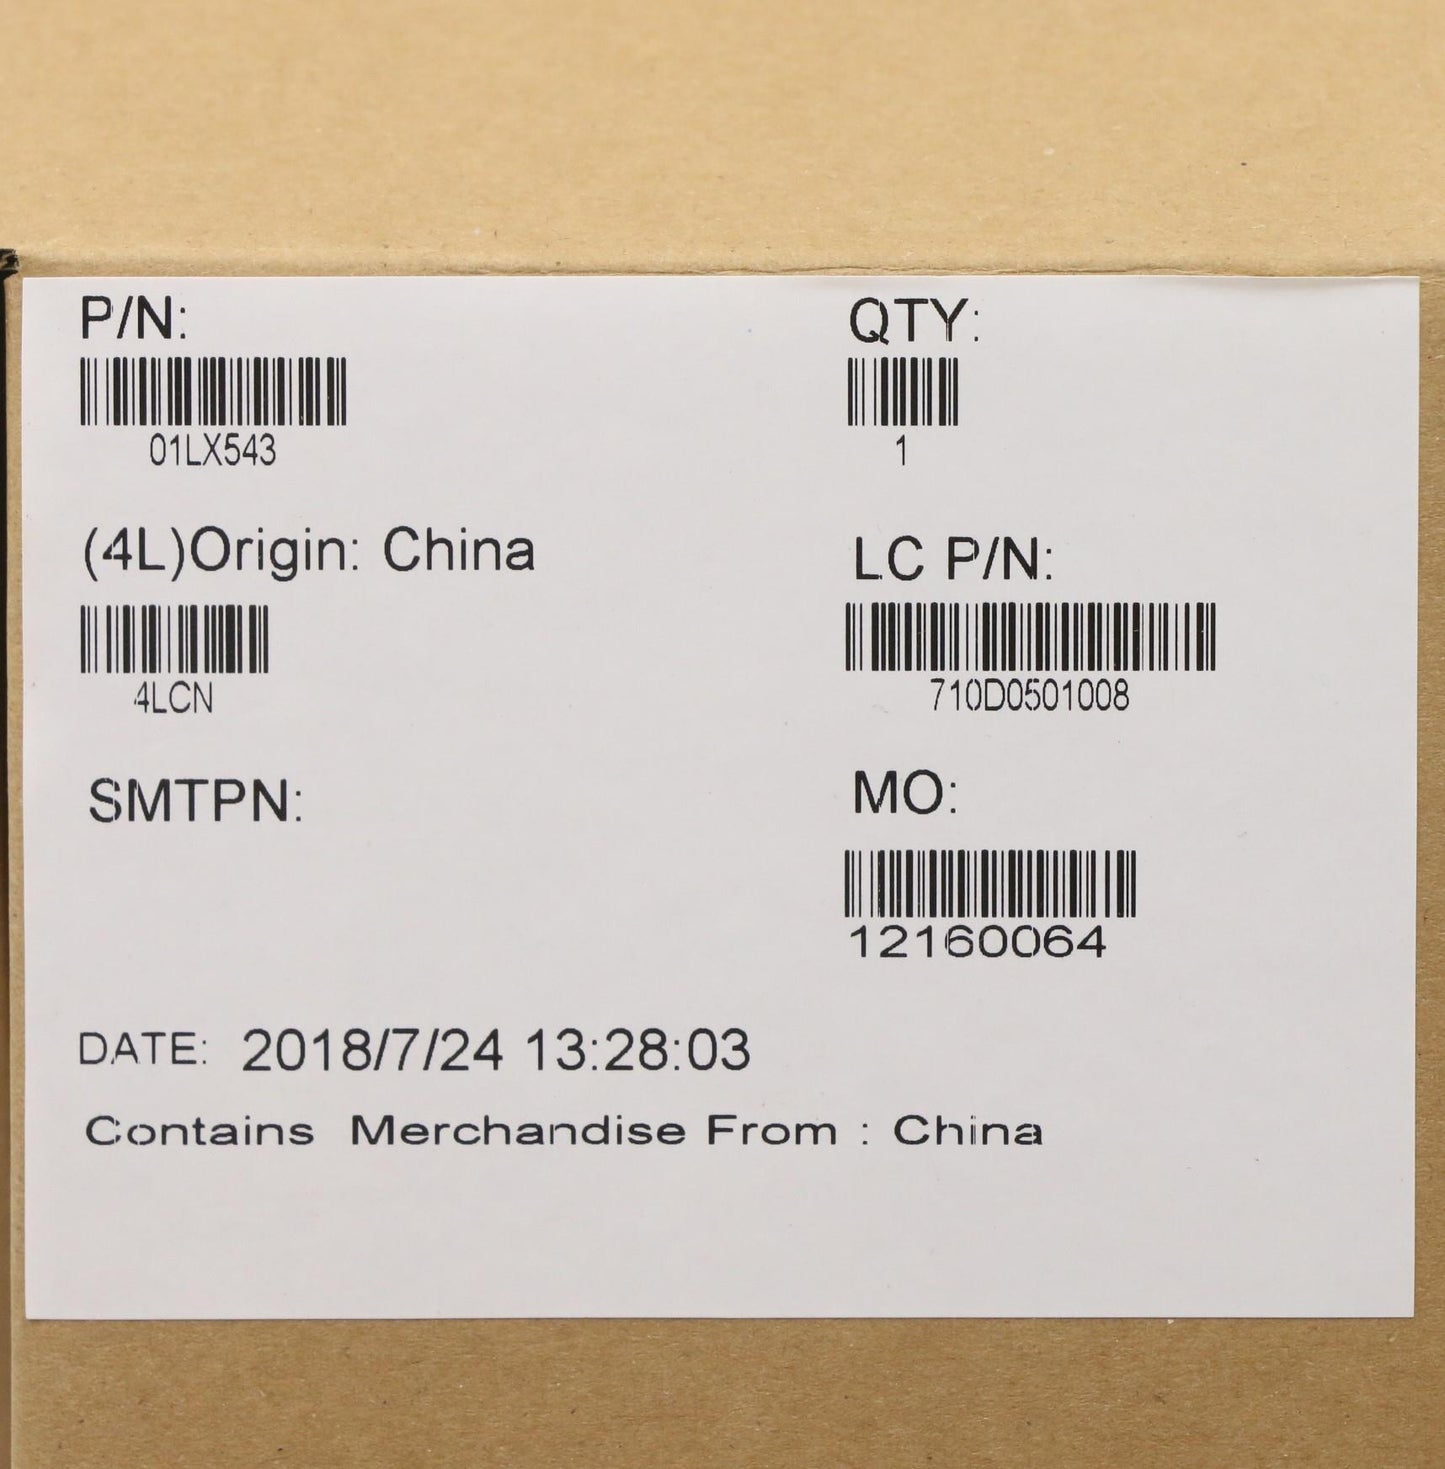 P/N:
01LX543
QTY:
1
(4L)Origin: China
4LCN
LC P/N:
710D0501008
SMTPN:
MO:
12160064
DATE: 2018/7/24 13:28:03
Contains Merchandise From : China